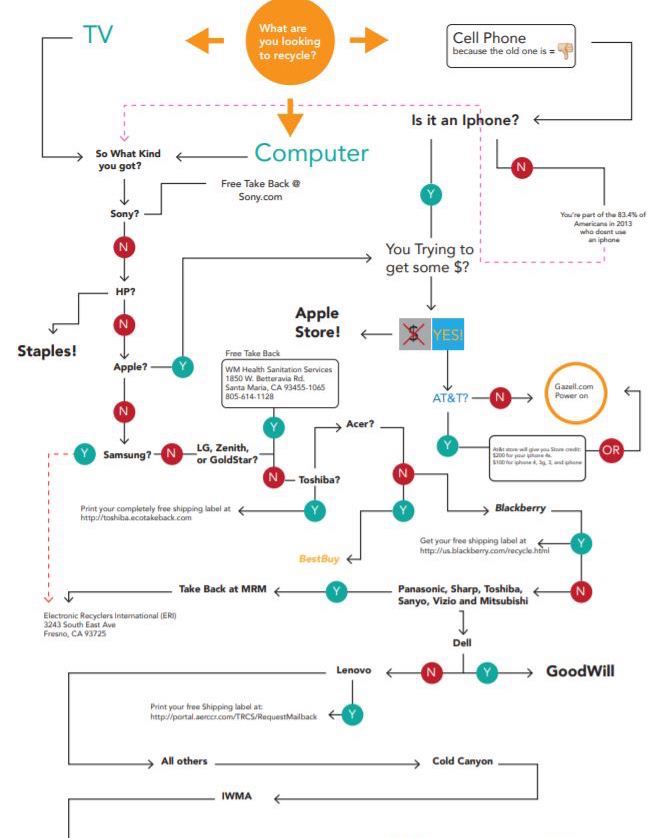 TV
What are
you looking
to recycle?
Cell Phone
because the old one is =
Is it an Iphone?
So What Kind
you got?
Computer
N
Free Take Back @
Sony.com
Y
Sony?
You're part of the 83.4% of
Americans in 2013
who dosnt use
an iphone
N
You Trying to
get some $?
HP?
Apple
Store!
$
YES!
N
Staples!
Free Take Back
Apple?
Y
WM Health Sanitation Services
1850 W. Betteravia Rd.
Santa Maria, CA 93455-1065
805-614-1128
AT&T?
N
Gazell.com
Power on
N
Y
Acer?
Y
Y
Samsung?
N
LG, Zenith,
or GoldStar?
At&t store will give you Store credit:
$200 for your iphone 4s.
$100 for iphone 4, 3g, 3, and iphone
OR
N
Toshiba?
N
Print your completely free shipping label at
http://toshiba.ecotakeback.com
Y
Y
Blackberry
BestBuy
Get your free shipping label at
http://us.blackberry.com/recycle.html
Y
Take Back at MRM
Y
Panasonic, Sharp, Toshiba,
Sanyo, Vizio and Mitsubishi
N
Electronic Recyclers International (ERI)
3243 South East Ave
Fresno, CA 93725
Dell
Lenovo
N
Y
GoodWill
Print your free Shipping label at:
http://portal.aerccr.com/TRCS/RequestMailback
Y
All others
Cold Canyon
IWMA